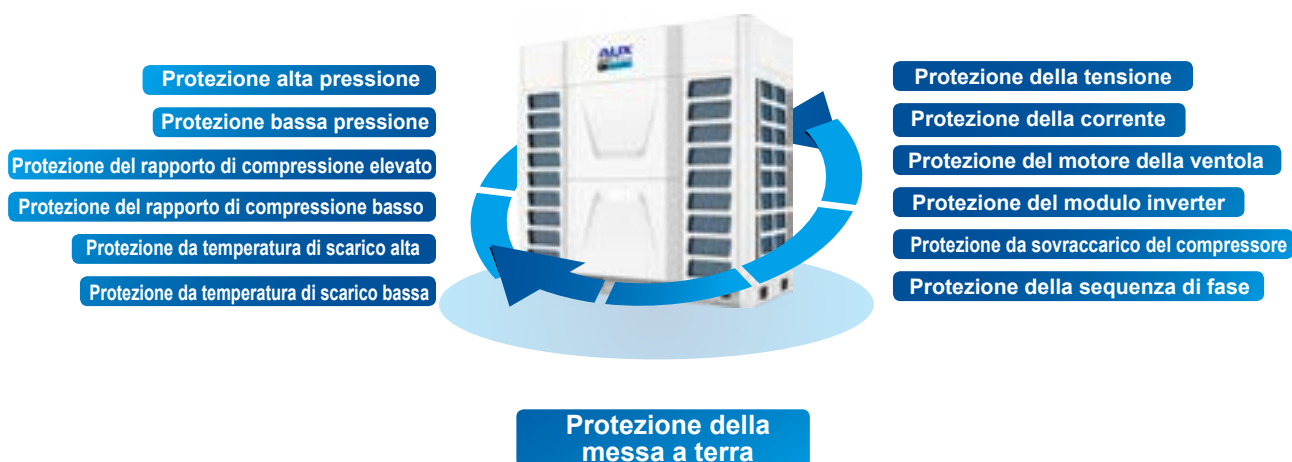 AUX
Protezione alta pressione
Protezione bassa pressione
Protezione del rapporto di compressione elevato
Protezione del rapporto di compressione basso
Protezione da temperatura di scarico alta
Protezione da temperatura di scarico bassa
Protezione della tensione
Protezione della corrente
Protezione del motore della ventola
Protezione del modulo inverter
Protezione da sovraccarico del compressore
Protezione della sequenza di fase
Protezione della
messa a terra